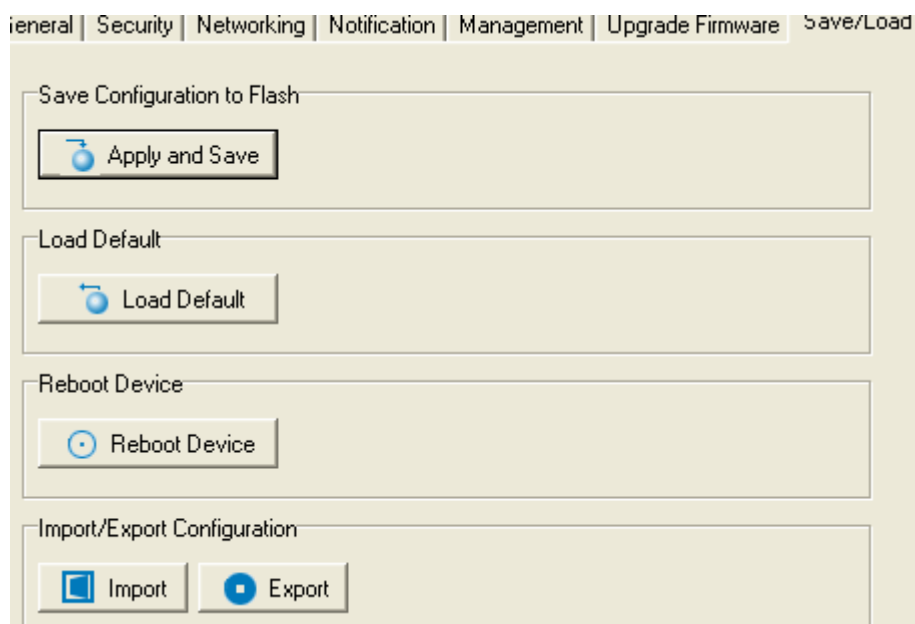 General Security Networking Notification Management Upgrade Firmware Save/Load
Save Configuration to Flash
Apply and Save
Load Default
Load Default
Reboot Device
Reboot Device
Import/Export Configuration
Import Export